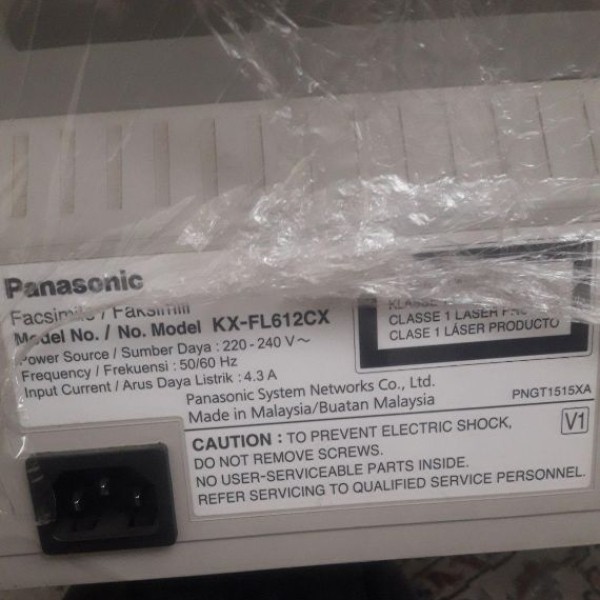 Panasonic
Facsimile / Faksimili
Model No. / No. Model KX-FL612CX
Power Source / Sumber Daya : 220 - 240 V ~
Frequency / Frekuensi : 50/60 Hz
Input Current / Arus Daya Listrik : 4.3 A
KLASSE 1
CLASSE 1 LASER
CLASE 1 LÁSER PRODUCTO
Panasonic System Networks Co., Ltd.
Made in Malaysia/Buatan Malaysia
PNGT1515XA
CAUTION : TO PREVENT ELECTRIC SHOCK,
DO NOT REMOVE SCREWS.
NO USER-SERVICEABLE PARTS INSIDE.
REFER SERVICING TO QUALIFIED SERVICE PERSONNEL.
V1